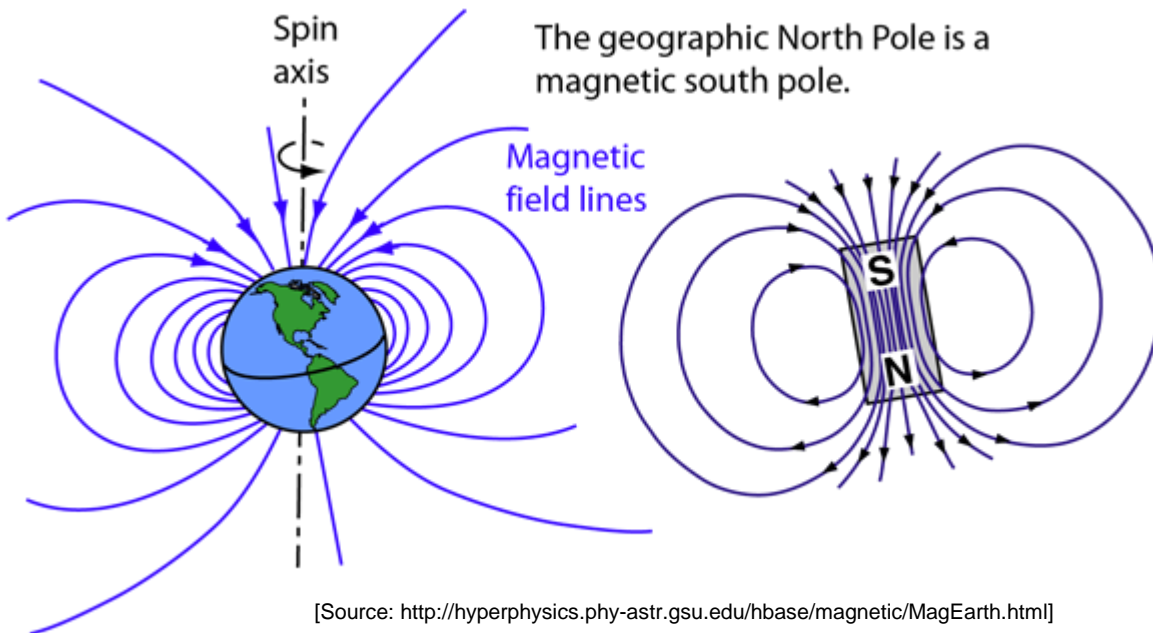 Spin
axis
The geographic North Pole is a
magnetic south pole.
Magnetic
field lines
S
N
[Source: http://hyperphysics.phy-astr.gsu.edu/hbase/magnetic/MagEarth.html]